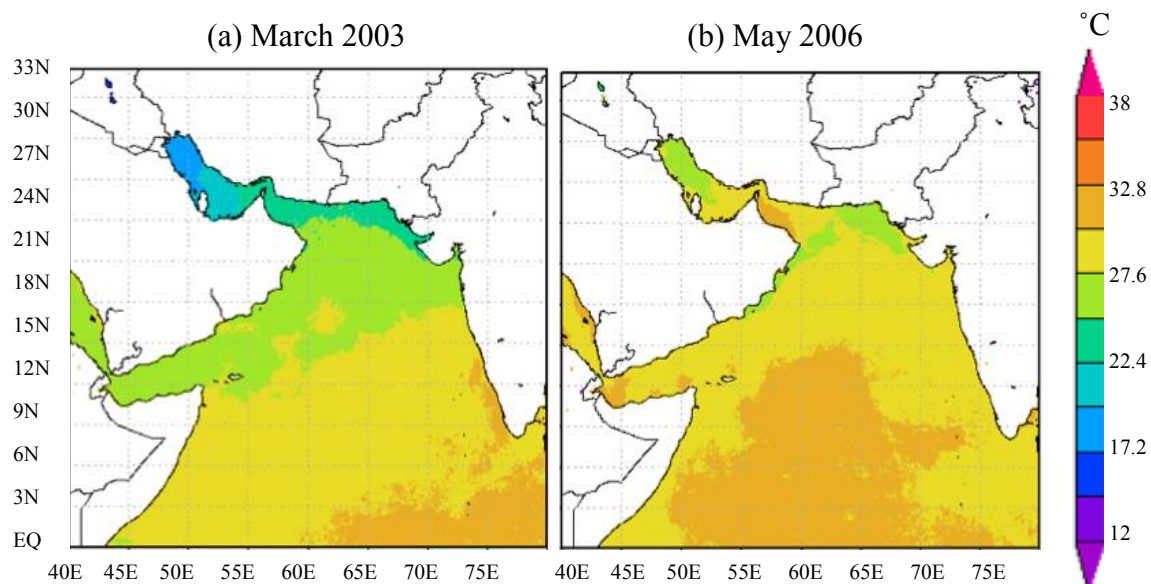 (a) March 2003
(b) May 2006
˚C
33N
30N
27N
24N
21N
18N
15N
12N
9N
6N
3N
EQ
40E 45E 50E 55E 60E 65E 70E 75E
40E 45E 50E 55E 60E 65E 70E 75E
38
32.8
27.6
22.4
17.2
12